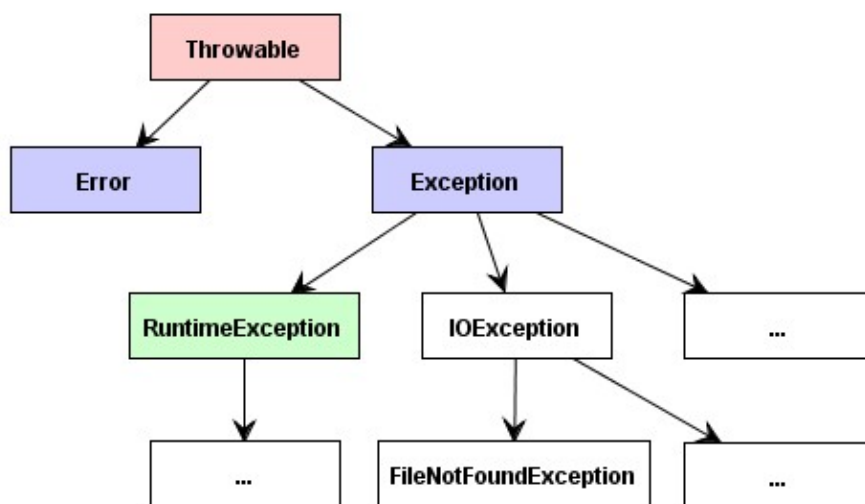 Throwable
Error
Exception
RuntimeException
IOException
...
...
FileNotFoundException
...